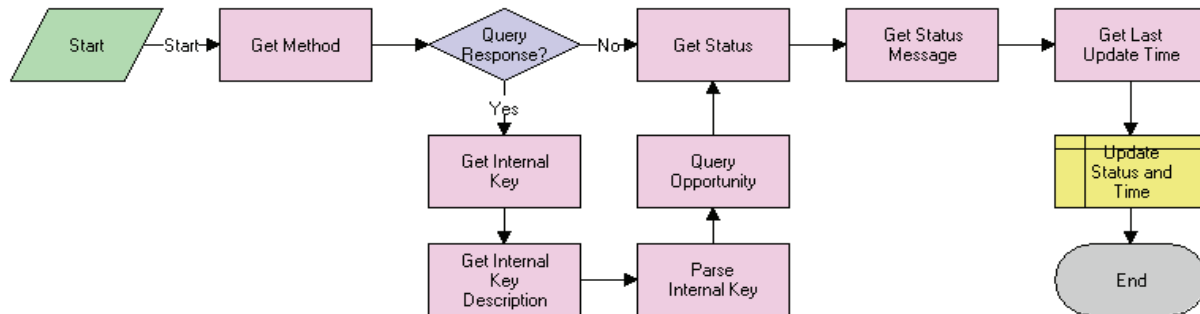 Start
Start
Get Method
Query
Response?
No
Get Status
Get Status
Message
Get Last
Update Time
Yes
Get Internal
Key
Query
Opportunity
Update
Status and
Time
Get Internal
Key
Description
Parse
Internal Key
End